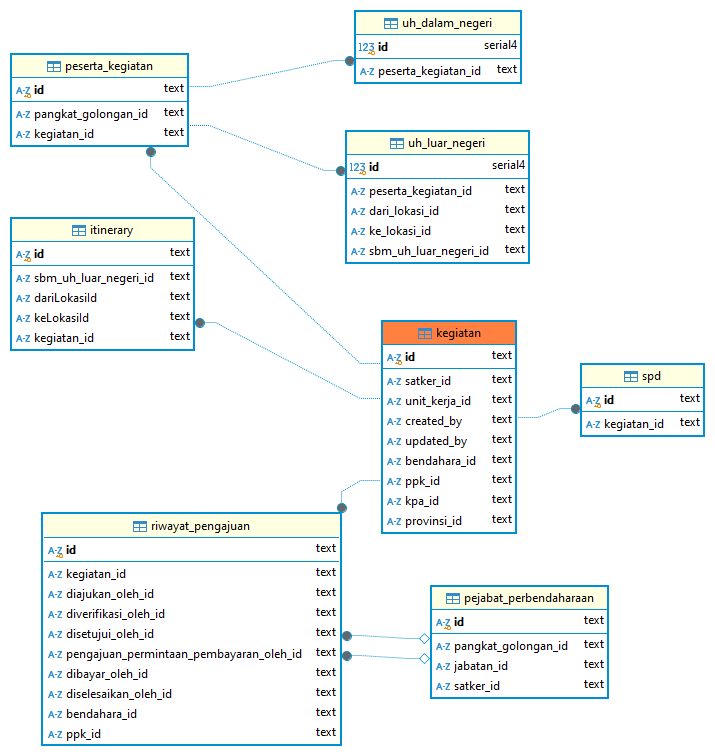 uh_dalam_negeri
123 id serial4
A-Z peserta_kegiatan_id text
peserta_kegiatan
A-Z id text
A-Z pangkat_golongan_id text
A-Z kegiatan_id text
uh_luar_negeri
123 id serial4
A-Z peserta_kegiatan_id text
A-Z dari_lokasi_id text
A-Z ke_lokasi_id text
A-Z sbm_uh_luar_negeri_id text
itinerary
A-Z id text
A-Z sbm_uh_luar_negeri_id text
A-Z dariLokasiId text
A-Z keLokasiId text
A-Z kegiatan_id text
kegiatan
A-Z id text
A-Z satker_id text
A-Z unit_kerja_id text
A-Z created_by text
A-Z updated_by text
A-Z bendahara_id text
A-Z ppk_id text
A-Z kpa_id text
A-Z provinsi_id text
spd
A-Z id text
A-Z kegiatan_id text
riwayat_pengajuan
A-Z id text
A-Z kegiatan_id text
A-Z diajukan_oleh_id text
A-Z diverifikasi_oleh_id text
A-Z disetujui_oleh_id text
A-Z pengajuan_permintaan_pembayaran_oleh_id text
A-Z dibayar_oleh_id text
A-Z diselesaikan_oleh_id text
A-Z bendahara_id text
A-Z ppk_id text
pejabat_perbendaharaan
A-Z id text
A-Z pangkat_golongan_id text
A-Z jabatan_id text
A-Z satker_id text